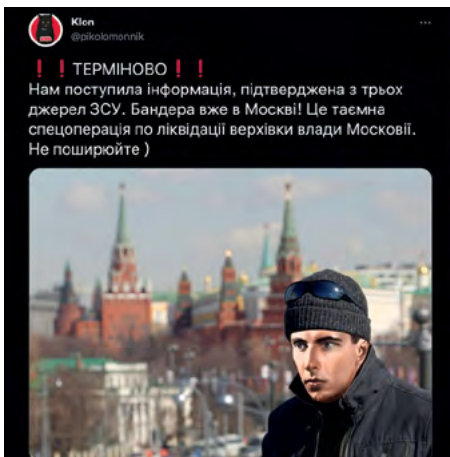 Klon
@pikolomonnik
❗❗ТЕРМІНОВО❗❗
Нам поступила інформація, підтверджена з трьох
джерел ЗСУ. Бандера вже в Москві! Це таємна
спецоперація по ліквідації верхівки влади Московії.
Не поширюйте )